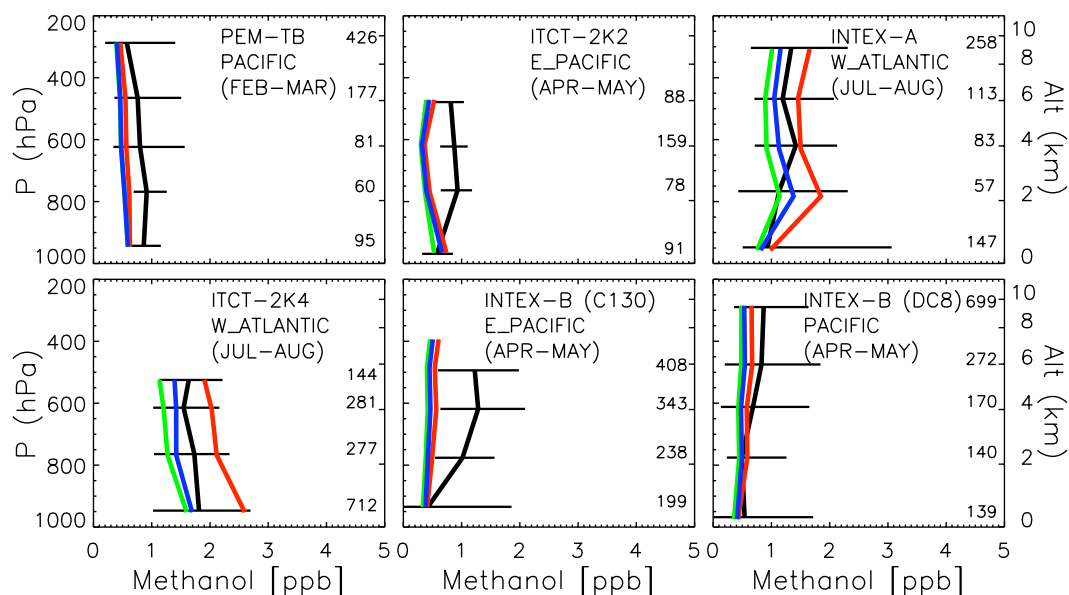 PEM-TB
PACIFIC
(FEB-MAR)
426
177
81
60
95
ITCT-2K2
E_PACIFIC
(APR-MAY)
88
159
78
91
INTEX-A
W_ATLANTIC
(JUL-AUG)
258
113
83
57
147
200
400
600
800
1000
P (hPa)
10
8
6
4
2
0
Alt (km)
ITCT-2K4
W_ATLANTIC
(JUL-AUG)
144
281
277
712
INTEX-B (C130)
E_PACIFIC
(APR-MAY)
408
343
238
199
INTEX-B (DC8)
PACIFIC
(APR-MAY)
699
272
170
140
139
200
400
600
800
1000
P (hPa)
10
8
6
4
2
0
Alt (km)
0 1 2 3 4 5
0 1 2 3 4 5
0 1 2 3 4 5
Methanol [ppb]
Methanol [ppb]
Methanol [ppb]